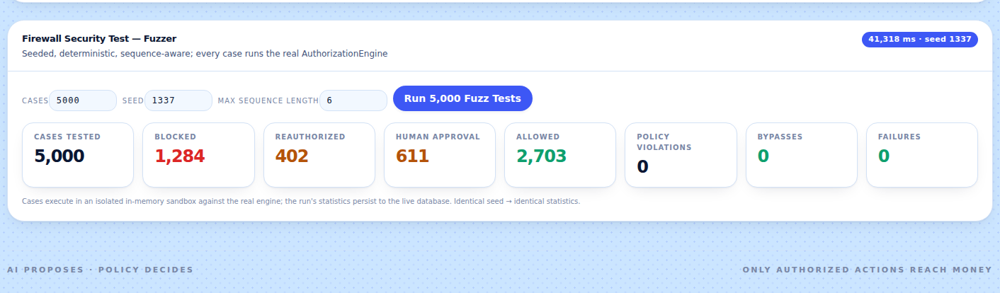 Firewall Security Test — Fuzzer
41,318 ms · seed 1337
Seeded, deterministic, sequence-aware; every case runs the real AuthorizationEngine
CASES 5000 SEED 1337 MAX SEQUENCE LENGTH 6 Run 5,000 Fuzz Tests
CASES TESTED
5,000
BLOCKED
1,284
REAUTHORIZED
402
HUMAN APPROVAL
611
ALLOWED
2,703
POLICY
VIOLATIONS
0
BYPASSES
0
FAILURES
0
Cases execute in an isolated in-memory sandbox against the real engine; the run's statistics persist to the live database. Identical seed → identical statistics.
AI PROPOSES · POLICY DECIDES
ONLY AUTHORIZED ACTIONS REACH MONEY